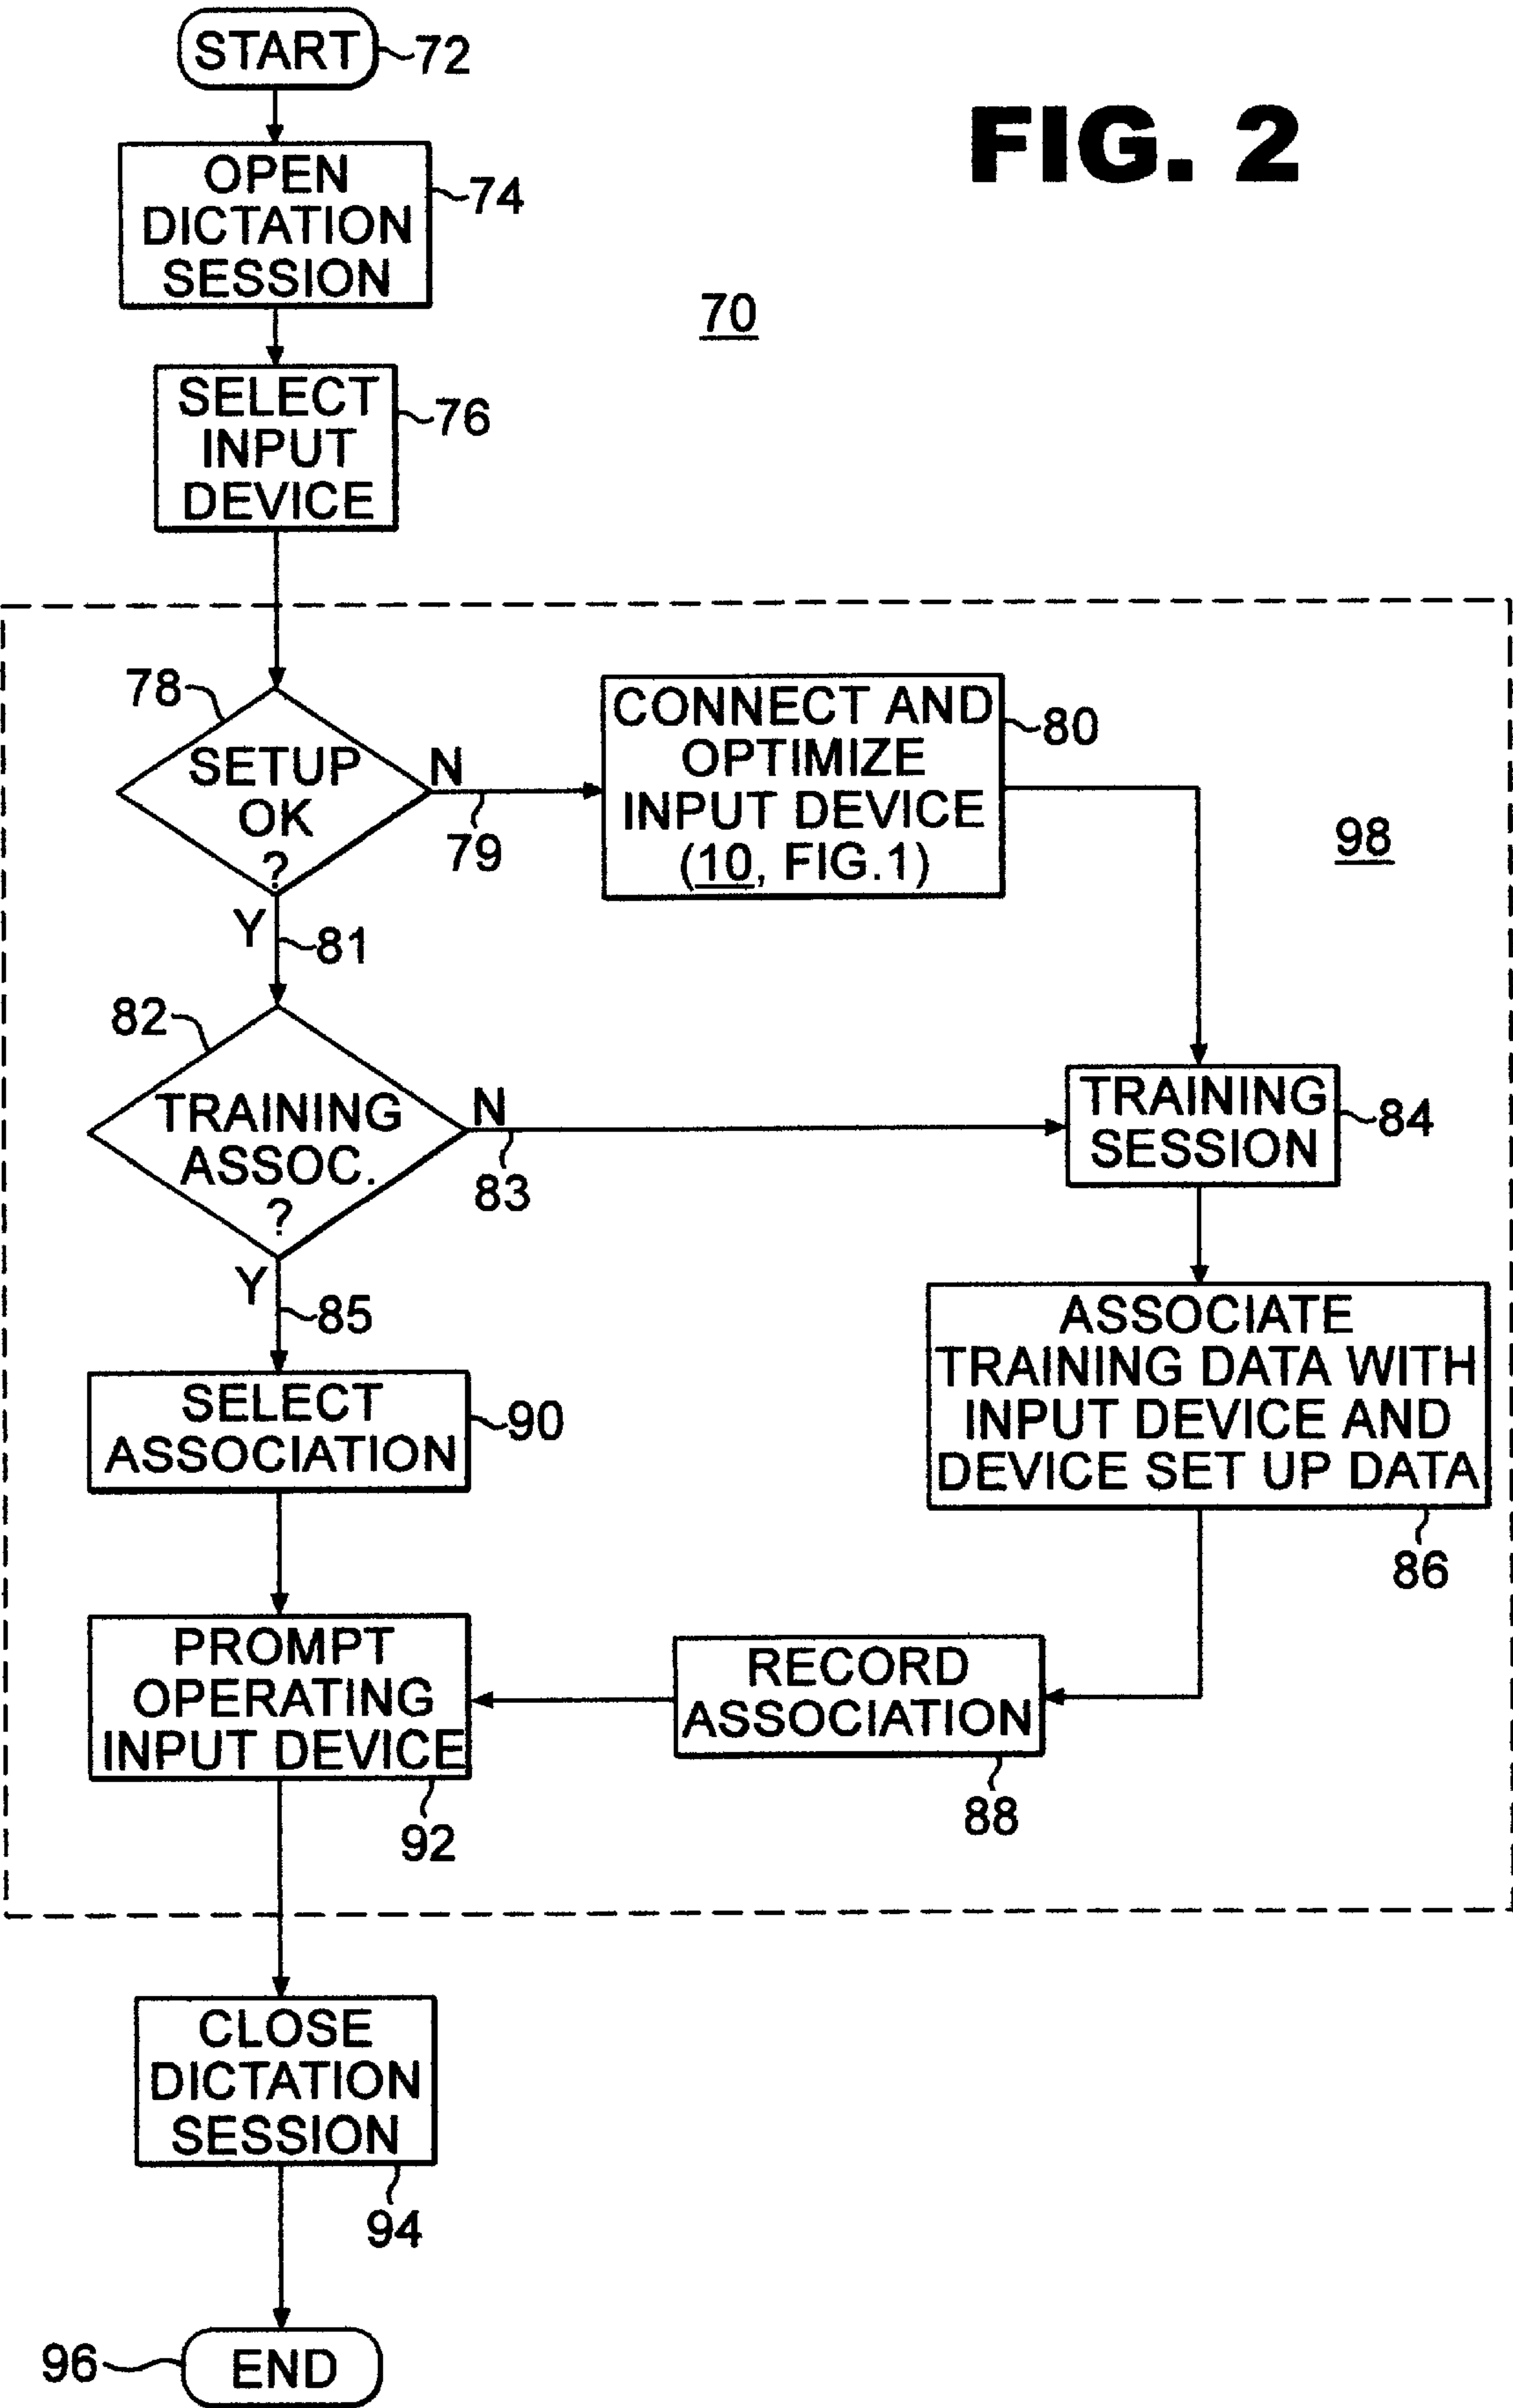 START
72
FIG. 2
OPEN
DICTATION
SESSION
74
70
SELECT
INPUT
DEVICE
76
78
SETUP
OK
?
N
79
CONNECT AND
OPTIMIZE
INPUT DEVICE
(10, FIG.1)
80
98
Y
81
82
TRAINING
ASSOC.
?
N
83
TRAINING
SESSION
84
Y
85
ASSOCIATE
TRAINING DATA WITH
INPUT DEVICE AND
DEVICE SET UP DATA
86
SELECT
ASSOCIATION
90
PROMPT
OPERATING
INPUT DEVICE
92
RECORD
ASSOCIATION
88
CLOSE
DICTATION
SESSION
94
96
END